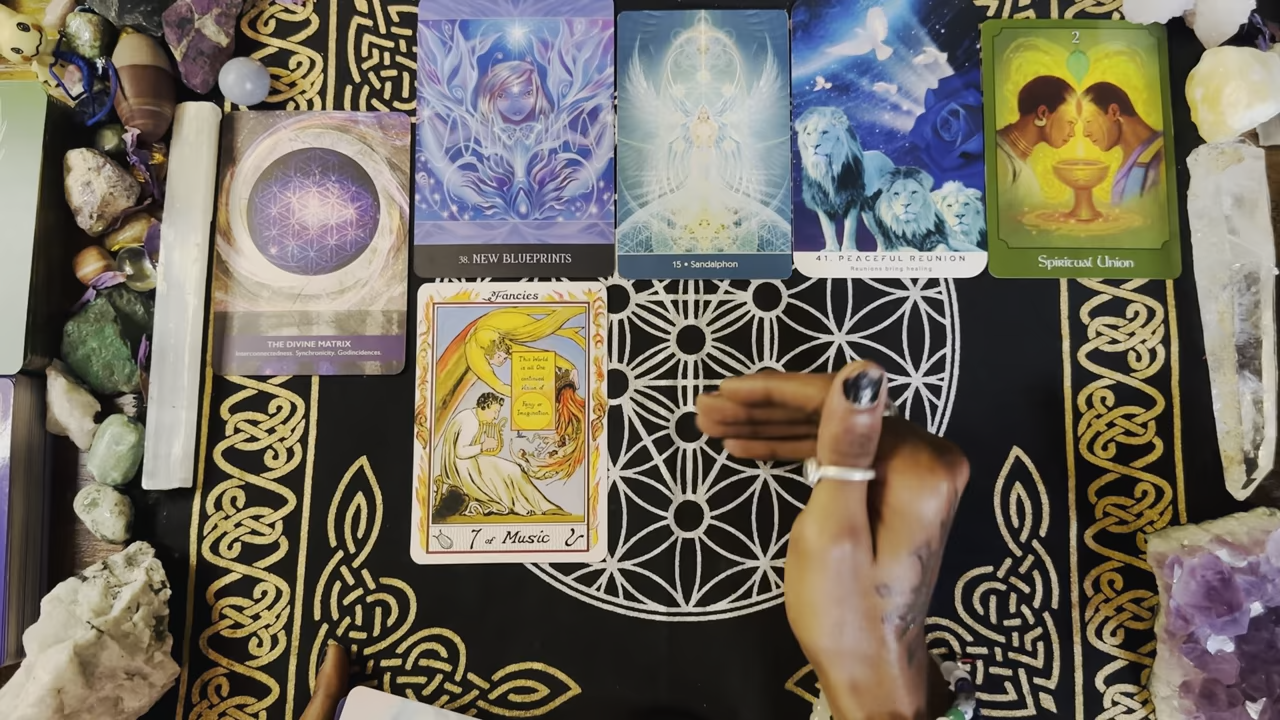 THE DIVINE MATRIX
Interconnectedness. Synchronicity. Godincidences.
38. NEW BLUEPRINTS
15 • Sandalphon
41. PEACEFUL REUNION
Reunions bring healing
2
Spiritual Union
Fancies
This World
is all One
continued
Vision of
Fancy or
Imagination
7 of Music